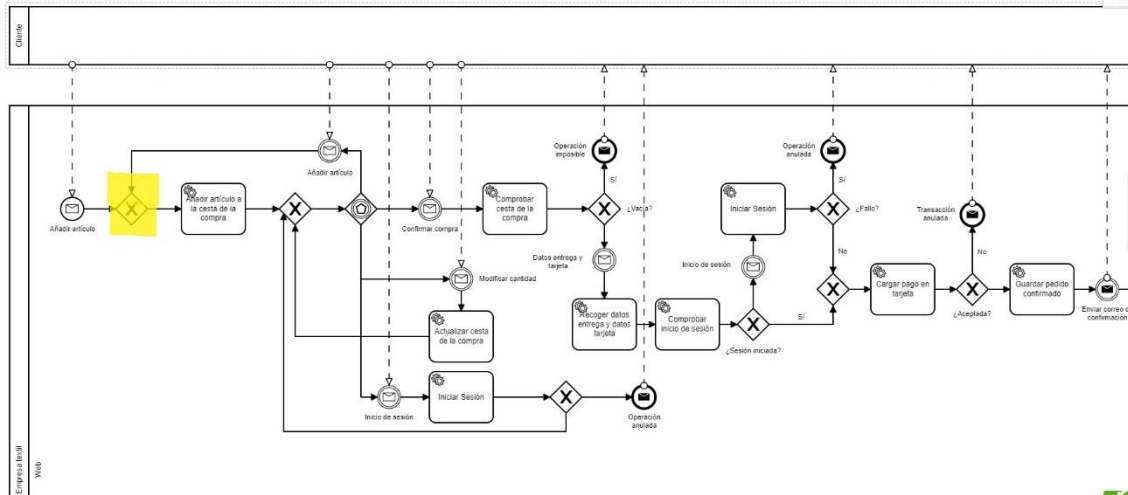 Cliente
Empresa textil
Web
Añadir artículo
Añadir artículo a
la cesta de la
compra
Añadir artículo
Confirmar compra
Modificar cantidad
Actualizar cesta
de la compra
Inicio de sesión
Iniciar Sesión
Operación
anulada
Comprobar
cesta de la
compra
Operación
imposible
Sí
¿Vacía?
Datos entrega y
tarjeta
Recoger datos
entrega y datos
tarjeta
Comprobar
inicio de sesión
¿Sesión iniciada?
Sí
Inicio de sesión
Iniciar Sesión
Operación
anulada
Sí
¿Fallo?
No
Cargar pago en
tarjeta
Transacción
anulada
No
¿Aceptada?
Guardar pedido
confirmado
Enviar correo de
confirmación